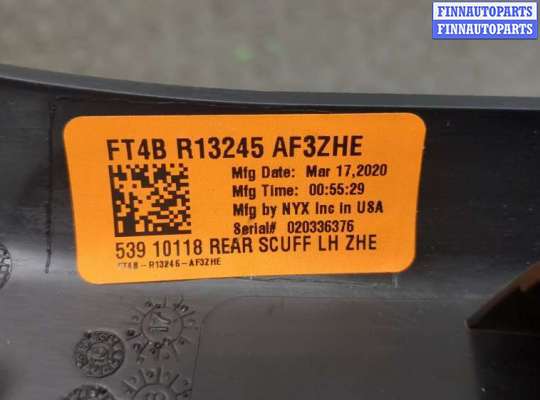 FINNAUTOPARTS
FINNAUTOPARTS
FT4B R13245 AF3ZHE
Mfg Date: Mar 17,2020
Mfg Time: 00:55:29
Mfg by NYX Inc in USA
Serial# 020336376
539 10118 REAR SCUFF LH ZHE
FT4B-R13245-AF3ZHE